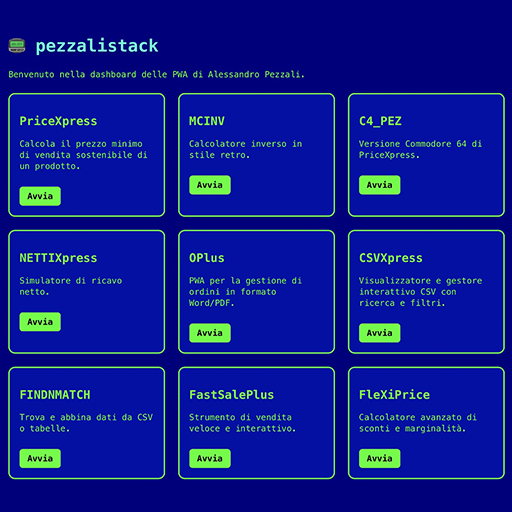 pezzalistack
Benvenuto nella dashboard delle PWA di Alessandro Pezzali.
PriceXpress
Calcola il prezzo minimo
di vendita sostenibile di
un prodotto.
Avvia
MCINV
Calcolatore inverso in
stile retro.
Avvia
C4_PEZ
Versione Commodore 64 di
PriceXpress.
Avvia
NETTIXpress
Simulatore di ricavo
netto.
Avvia
OPlus
PWA per la gestione di
ordini in formato
Word/PDF.
Avvia
CSVXpress
Visualizzatore e gestore
interattivo CSV con
ricerca e filtri.
Avvia
FINDNMATCH
Trova e abbina dati da CSV
o tabelle.
Avvia
FastSalePlus
Strumento di vendita
veloce e interattivo.
Avvia
FleXiPrice
Calcolatore avanzato di
sconti e marginalità.
Avvia